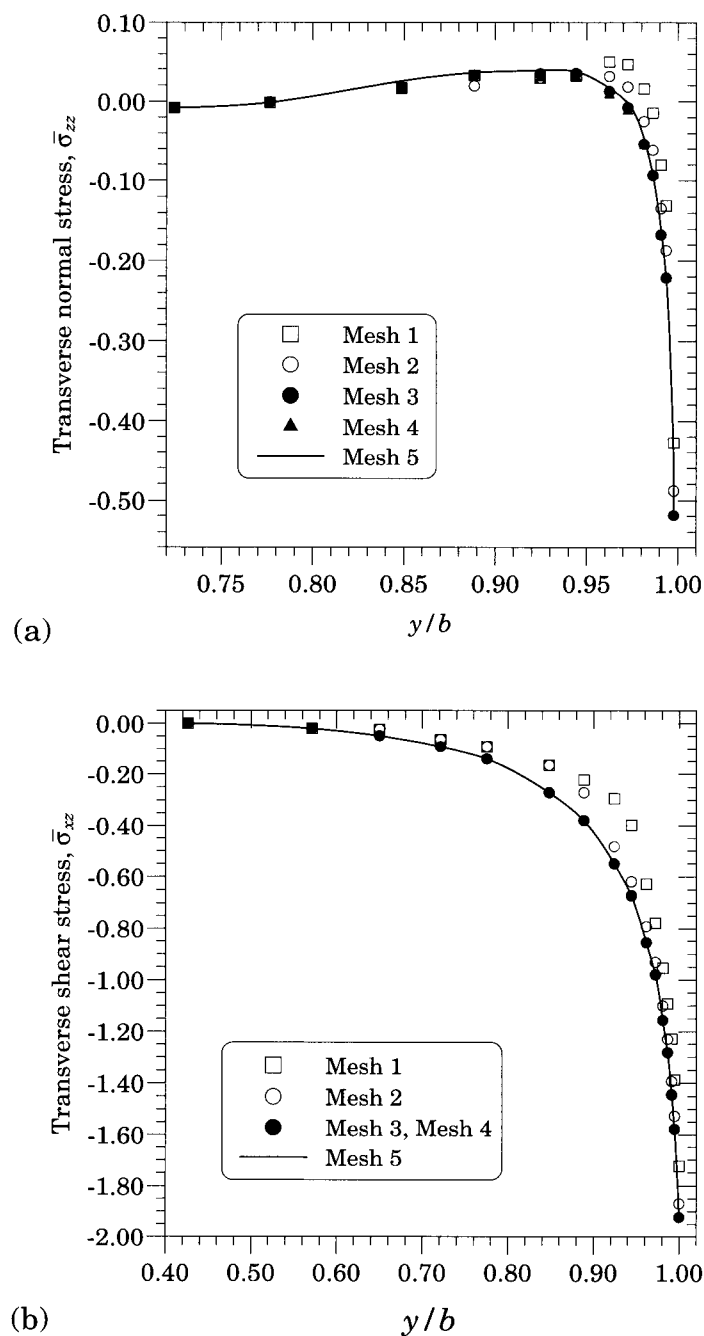 0.10
0.00
-0.10
-0.20
-0.30
-0.40
-0.50
Transverse normal stress, σ̄zz
Mesh 1
Mesh 2
Mesh 3
Mesh 4
Mesh 5
0.75 0.80 0.85 0.90 0.95 1.00
y/b
(a)
0.00
-0.20
-0.40
-0.60
-0.80
-1.00
-1.20
-1.40
-1.60
-1.80
-2.00
Transverse shear stress, σ̄xz
Mesh 1
Mesh 2
Mesh 3, Mesh 4
Mesh 5
0.40 0.50 0.60 0.70 0.80 0.90 1.00
y/b
(b)